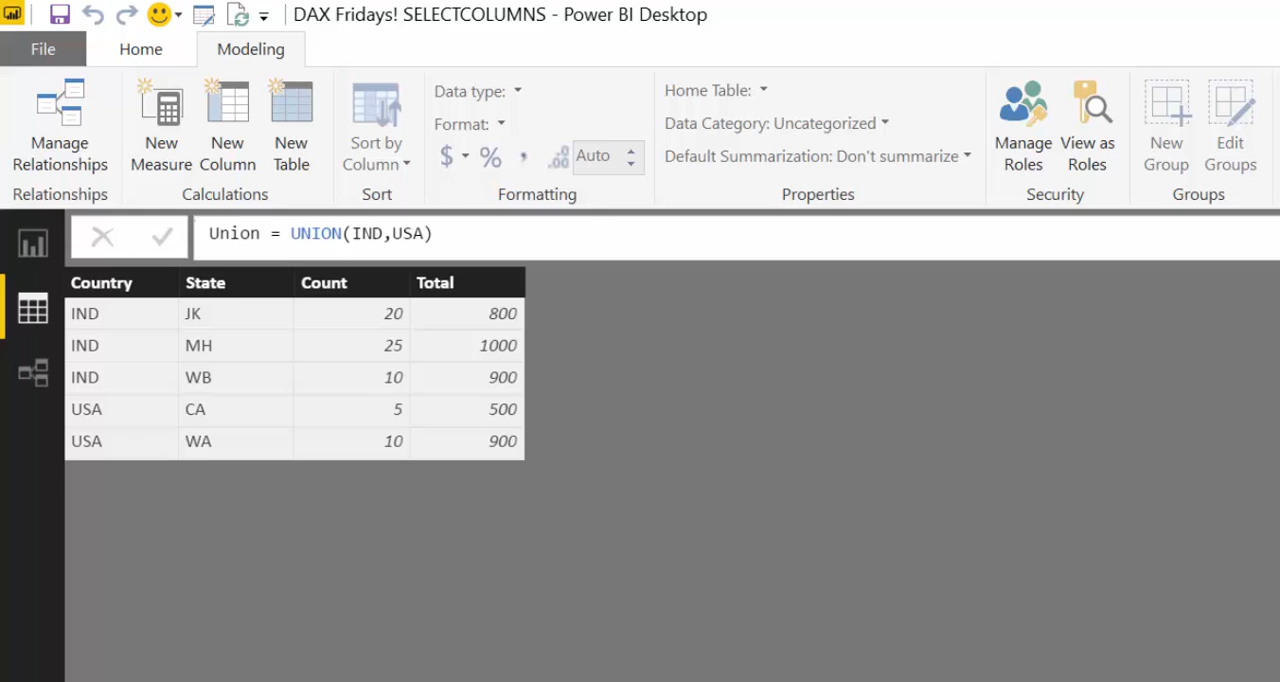 DAX Fridays! SELECTCOLUMNS - Power BI Desktop
File Home Modeling
Manage Relationships
New Measure
New Column
New Table
Sort by Column
Data type:
Format:
$ % , .00 Auto
Home Table:
Data Category: Uncategorized
Default Summarization: Don't summarize
Manage Roles
View as Roles
New Group
Edit Groups
Relationships Calculations Sort Formatting Properties Security Groups
Union = UNION(IND,USA)
Country State Count Total
IND JK 20 800
IND MH 25 1000
IND WB 10 900
USA CA 5 500
USA WA 10 900